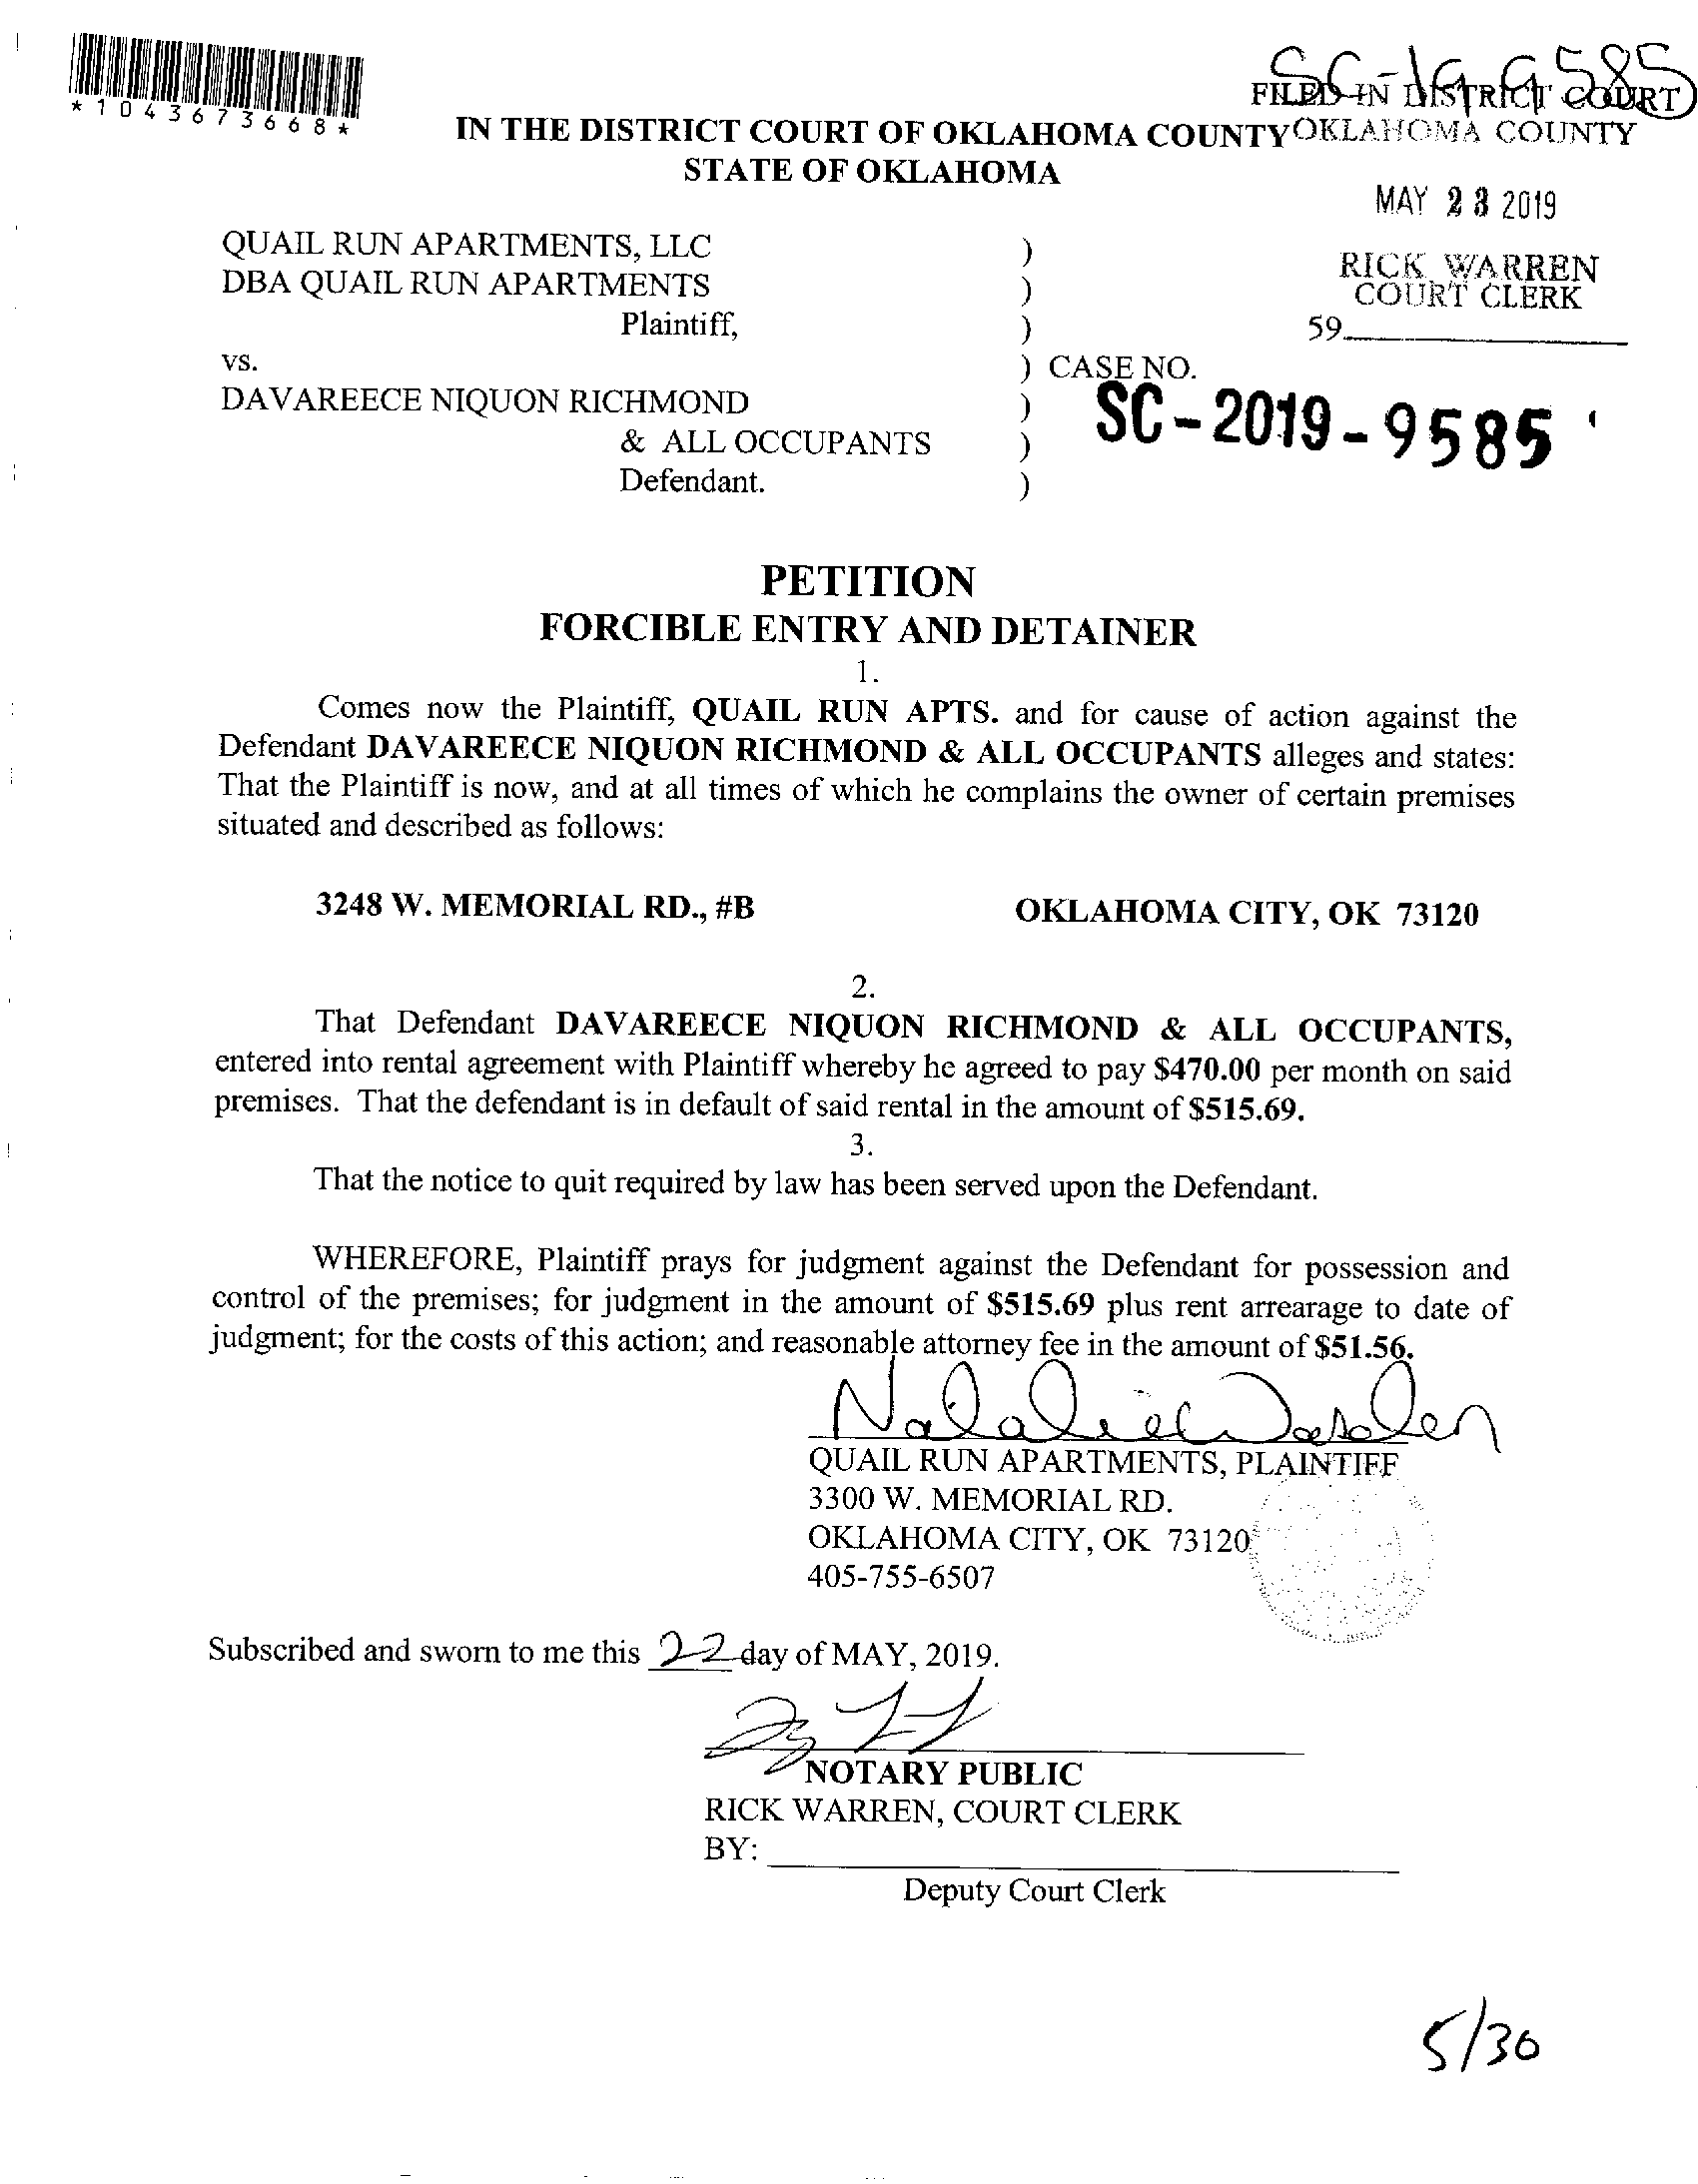 SC-19-9585
FILED IN DISTRICT COURT
*1043673668*
IN THE DISTRICT COURT OF OKLAHOMA COUNTY OKLAHOMA COUNTY
STATE OF OKLAHOMA
MAY 23 2019
QUAIL RUN APARTMENTS, LLC )
RICK WARREN
DBA QUAIL RUN APARTMENTS )
COURT CLERK
Plaintiff, )
59
vs. ) CASE NO.
DAVAREECE NIQUON RICHMOND )
SC-2019-9585
& ALL OCCUPANTS )
Defendant. )
PETITION
FORCIBLE ENTRY AND DETAINER
1.
Comes now the Plaintiff, QUAIL RUN APTS. and for cause of action against the
Defendant DAVAREECE NIQUON RICHMOND & ALL OCCUPANTS alleges and states:
That the Plaintiff is now, and at all times of which he complains the owner of certain premises
situated and described as follows:
3248 W. MEMORIAL RD., #B OKLAHOMA CITY, OK 73120
2.
That Defendant DAVAREECE NIQUON RICHMOND & ALL OCCUPANTS,
entered into rental agreement with Plaintiff whereby he agreed to pay $470.00 per month on said
premises. That the defendant is in default of said rental in the amount of $515.69.
3.
That the notice to quit required by law has been served upon the Defendant.
WHEREFORE, Plaintiff prays for judgment against the Defendant for possession and
control of the premises; for judgment in the amount of $515.69 plus rent arrearage to date of
judgment; for the costs of this action; and reasonable attorney fee in the amount of $51.56.
QUAIL RUN APARTMENTS, PLAINTIFF
3300 W. MEMORIAL RD.
OKLAHOMA CITY, OK 73120
405-755-6507
Subscribed and sworn to me this 22 day of MAY, 2019.
NOTARY PUBLIC
RICK WARREN, COURT CLERK
BY:
Deputy Court Clerk
5/30